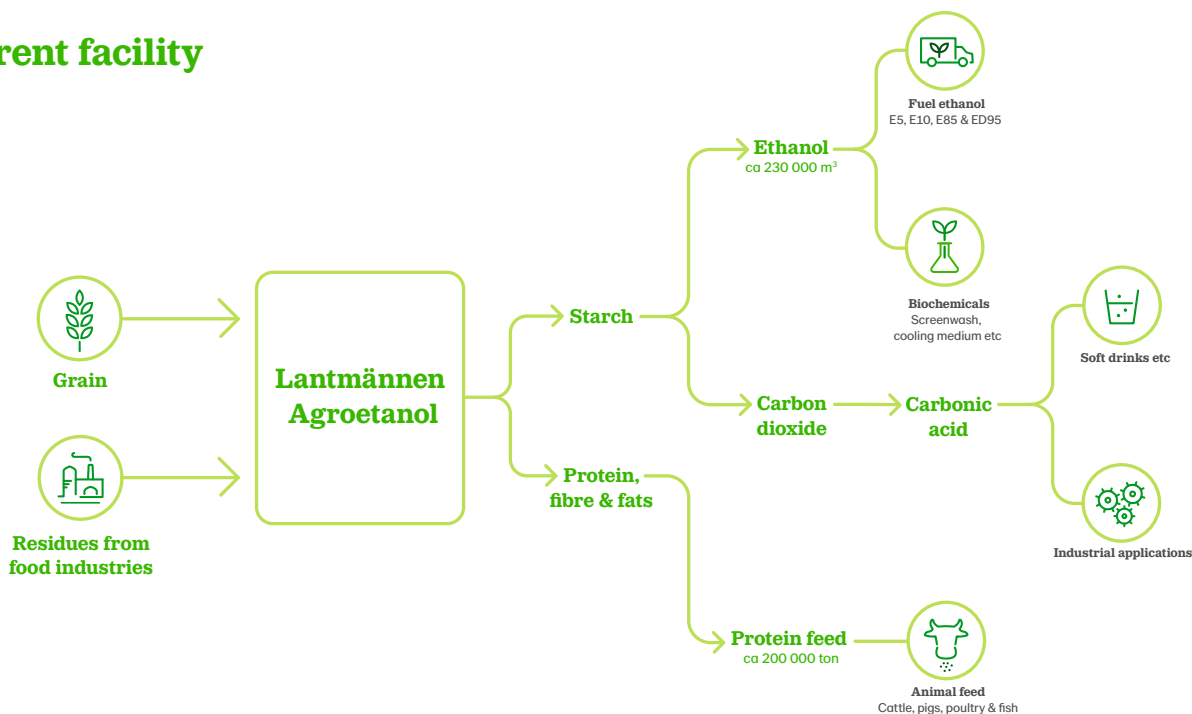 rent facility
Grain
Residues from
food industries
Lantmännen
Agroetanol
Starch
Protein,
fibre & fats
Ethanol
ca 230 000 m³
Carbon
dioxide
Carbonic
acid
Protein feed
ca 200 000 ton
Fuel ethanol
E5, E10, E85 & ED95
Biochemicals
Screenwash,
cooling medium etc
Soft drinks etc
Industrial applications
Animal feed
Cattle, pigs, poultry & fish